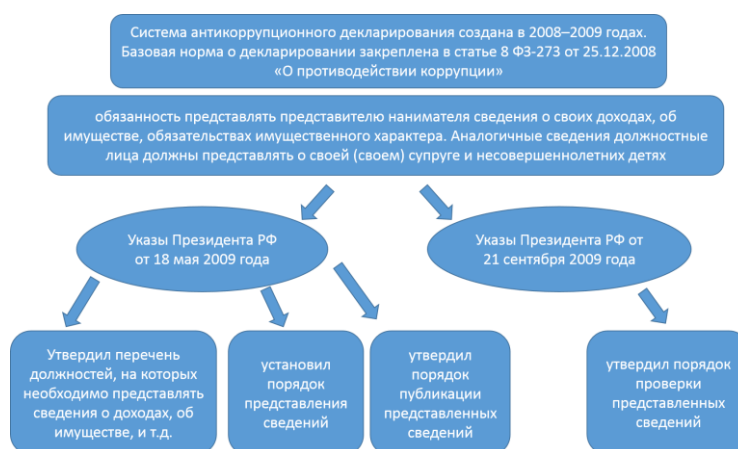 Система антикоррупционного декларирования создана в 2008–2009 годах.
Базовая норма о декларировании закреплена в статье 8 ФЗ-273 от 25.12.2008
«О противодействии коррупции»
обязанность представлять представителю нанимателя сведения о своих доходах, об
имуществе, обязательствах имущественного характера. Аналогичные сведения должностные
лица должны представлять о своей (своем) супруге и несовершеннолетних детях
Указы Президента РФ
от 18 мая 2009 года
Указы Президента РФ от
21 сентября 2009 года
Утвердил перечень
должностей, на которых
необходимо представлять
сведения о доходах, об
имуществе, и т.д.
установил
порядок
представления
сведений
утвердил
порядок
публикации
представленных
сведений
утвердил порядок
проверки
представленных
сведений